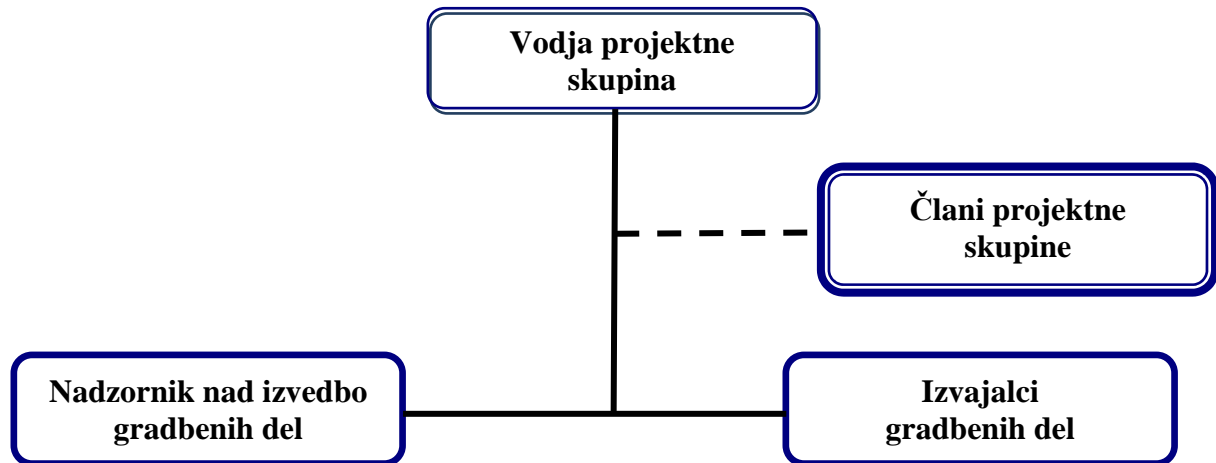 Vodja projektne
skupina
Člani projektne
skupine
Nadzornik nad izvedbo
gradbenih del
Izvajalci
gradbenih del